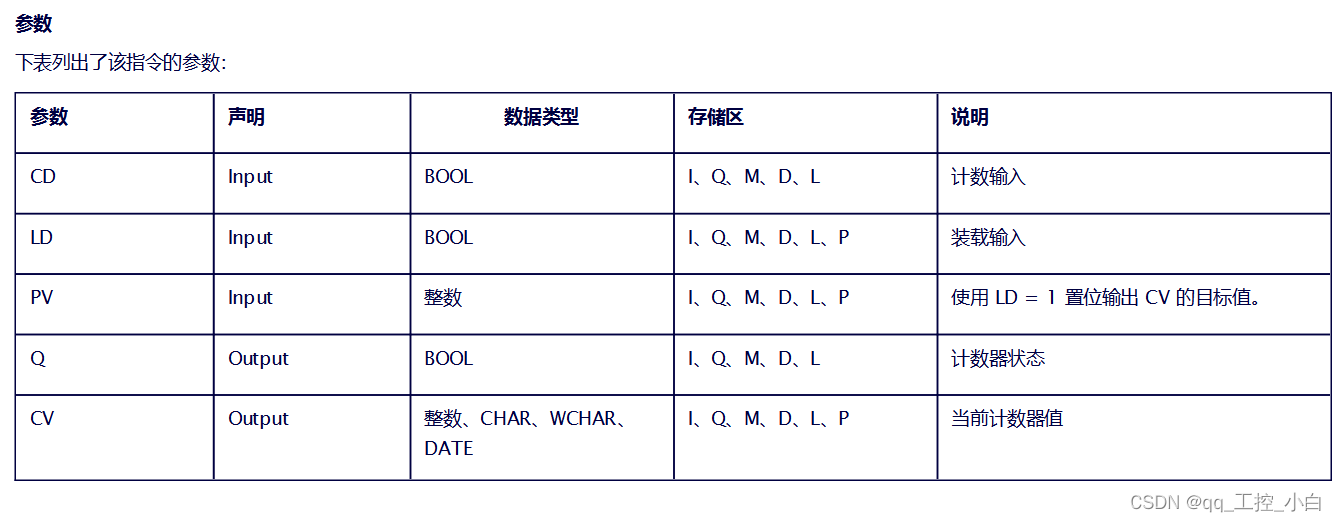 参数
下表列出了该指令的参数：
参数 声明 数据类型 存储区 说明
CD Input BOOL I、Q、M、D、L 计数输入
LD Input BOOL I、Q、M、D、L、P 装载输入
PV Input 整数 I、Q、M、D、L、P 使用 LD = 1 置位输出 CV 的目标值。
Q Output BOOL I、Q、M、D、L 计数器状态
CV Output 整数、CHAR、WCHAR、 I、Q、M、D、L、P 当前计数器值
DATE
CSDN @qq_工控_小白